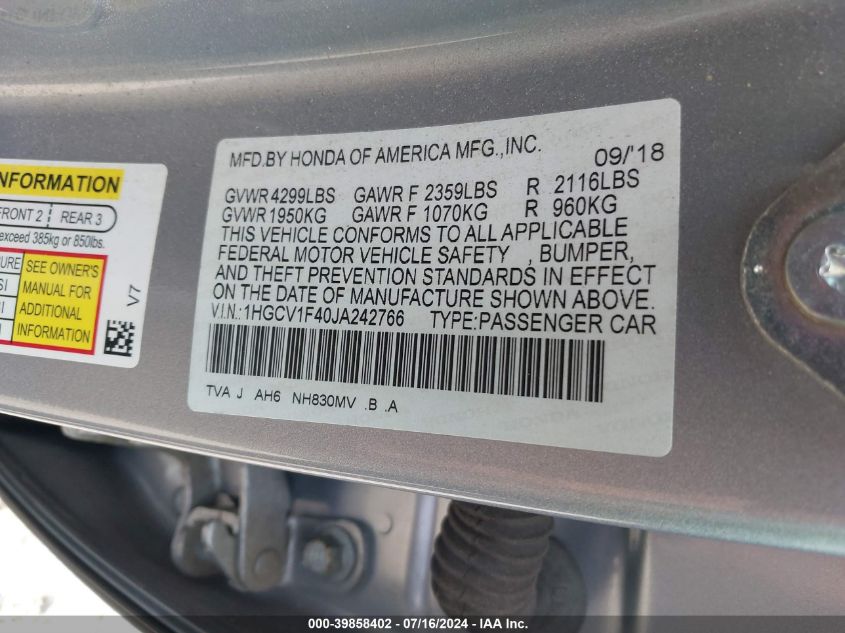 NFORMATION
FRONT 2 REAR 3
exceed 385kg or 850lbs.
SEE OWNER'S
MANUAL FOR
ADDITIONAL
INFORMATION
V7
MFD.BY HONDA OF AMERICA MFG.,INC. 09/'18
GVWR 4299LBS GAWR F 2359LBS R 2116LBS
GVWR 1950KG GAWR F 1070KG R 960KG
THIS VEHICLE CONFORMS TO ALL APPLICABLE
FEDERAL MOTOR VEHICLE SAFETY , BUMPER,
AND THEFT PREVENTION STANDARDS IN EFFECT
ON THE DATE OF MANUFACTURE SHOWN ABOVE.
V.I.N.:1HGCV1F40JA242766 TYPE:PASSENGER CAR
TVA J AH6 NH830MV .B .A
000-39858402 - 07/16/2024 - IAA Inc.